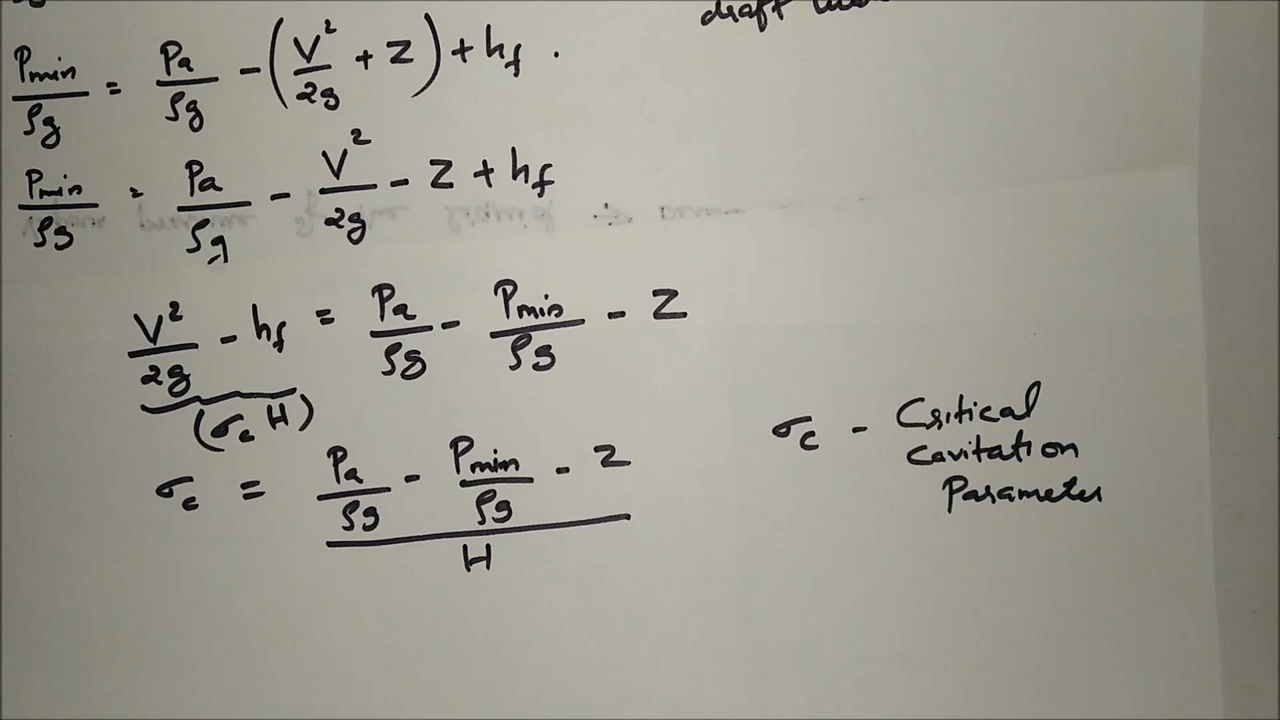 draft
Pmin/ρg = Pa/ρg - (V²/2g + Z) + hf .
Pmin/ρg = Pa/ρg - V²/2g - Z + hf
V²/2g - hf = Pa/ρg - Pmin/ρg - Z
(σc H)
σc = (Pa/ρg - Pmin/ρg - Z)/H
σc - Critical
Cavitation
Parameter